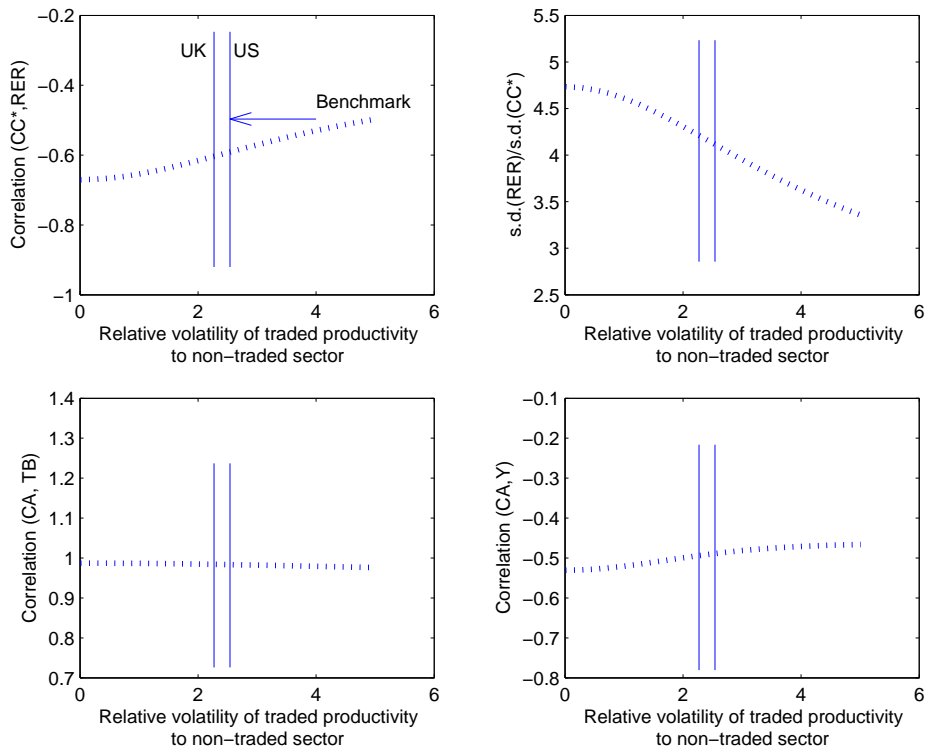 −0.2
−0.4
−0.6
−0.8
−1
Correlation (CC*,RER)
UK
US
Benchmark
0
2
4
6
Relative volatility of traded productivity
to non−traded sector
5.5
5
4.5
4
3.5
3
2.5
s.d.(RER)/s.d.(CC*)
0
2
4
6
Relative volatility of traded productivity
to non−traded sector
1.4
1.3
1.2
1.1
1
0.9
0.8
0.7
Correlation (CA, TB)
0
2
4
6
Relative volatility of traded productivity
to non−traded sector
−0.1
−0.2
−0.3
−0.4
−0.5
−0.6
−0.7
−0.8
Correlation (CA,Y)
0
2
4
6
Relative volatility of traded productivity
to non−traded sector